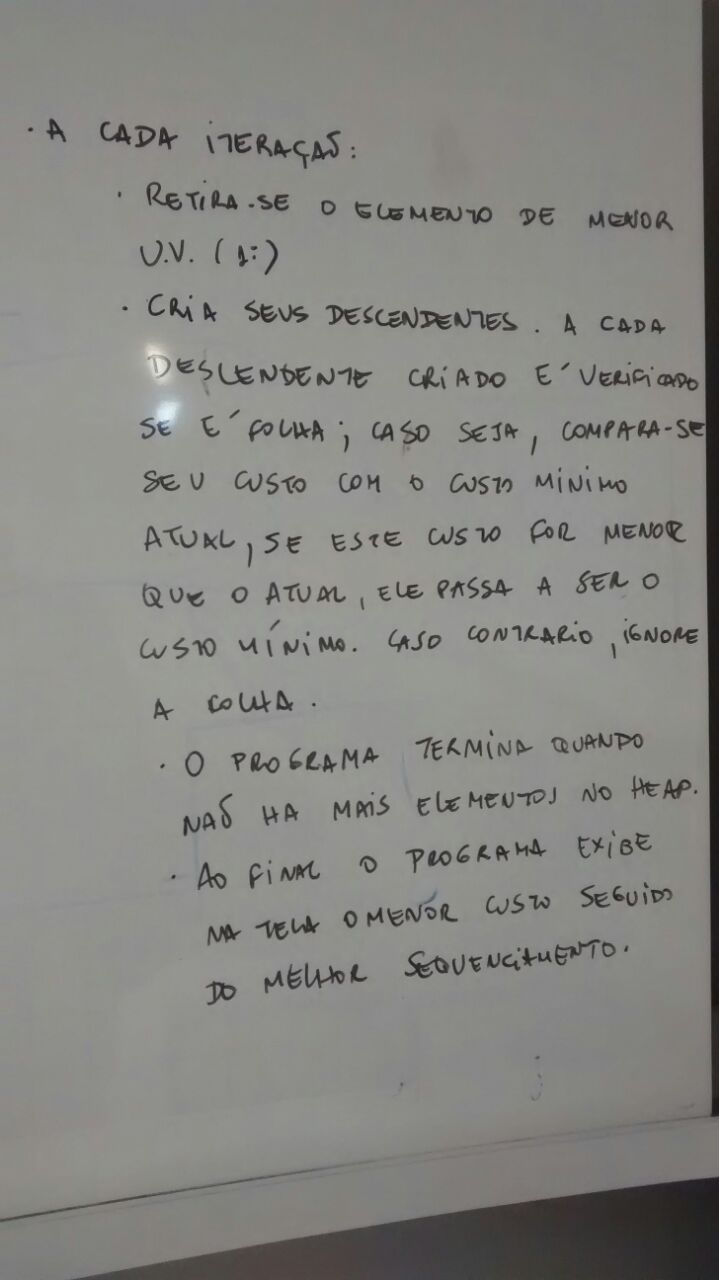 · A CADA ITERAÇÃO:
· RETIRA-SE O ELEMENTO DE MENOR
U.V. (1º)
· CRIA SEUS DESCENDENTES. A CADA
DESCENDENTE CRIADO É VERIFICADO
SE É FOLHA; CASO SEJA, COMPARA-SE
SEU CUSTO COM O CUSTO MINIMO
ATUAL, SE ESTE CUSTO FOR MENOR
QUE O ATUAL, ELE PASSA A SER O
CUSTO MÍNIMO. CASO CONTRARIO, IGNORE
A FOLHA.
· O PROGRAMA TERMINA QUANDO
NÃO HA MAIS ELEMENTOS NO HEAP.
· AO FINAL O PROGRAMA EXIBE
NA TELA O MENOR CUSTO SEGUIDO
DO MELHOR SEQUENCIAMENTO.